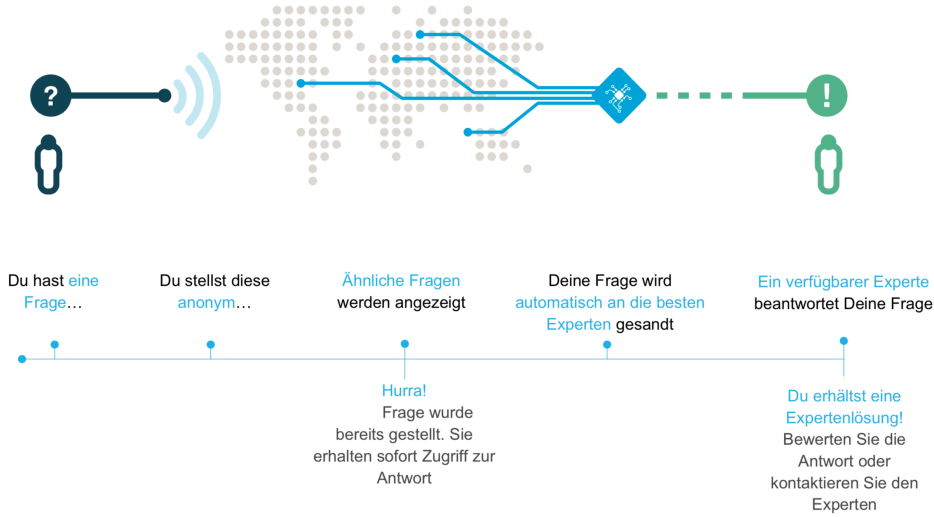 ?
!
Du hast eine
Frage…
Du stellst diese
anonym…
Ähnliche Fragen
werden angezeigt
Deine Frage wird
automatisch an die besten
Experten gesandt
Ein verfügbarer Experte
beantwortet Deine Frage
Hurra!
Frage wurde
bereits gestellt. Sie
erhalten sofort Zugriff zur
Antwort
Du erhältst eine
Expertenlösung!
Bewerten Sie die
Antwort oder
kontaktieren Sie den
Experten